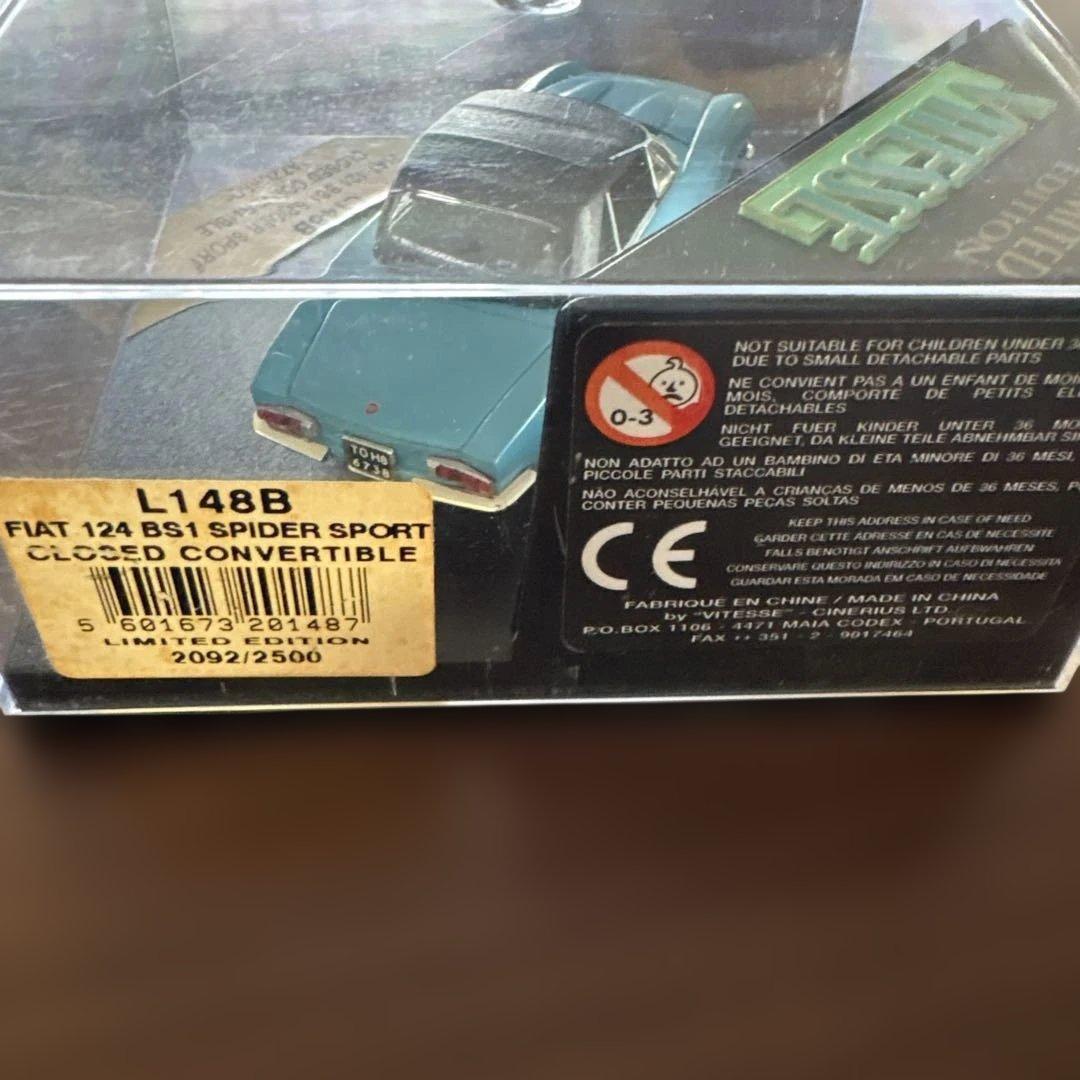 VITESSE
LIMITED
EDITION
NOT SUITABLE FOR CHILDREN UNDER 3
DUE TO SMALL DETACHABLE PARTS
NE CONVIENT PAS A UN ENFANT DE
MOIS, COMPORTE DE PETITS
DETACHABLES
NICHT FUER KINDER UNTER 36
GEEIGNET, DA KLEINE TEILE ABNEHMBAR
NON ADATTO AD UN BAMBINO DI ETA MINORE DI 36 MESI,
PICCOLE PARTI STACCABILI
NÃO ACONSELHÁVEL A CRIANÇAS DE MENOS DE 36 MESES,
CONTER PEQUENAS PEÇAS SOLTAS
0-3
CE
KEEP THIS ADDRESS IN CASE OF NEED
GARDER CETTE ADRESSE EN CAS DE NECESSITE
FALLS BENOTIGT ANSCHRIFT AUFBWAHREN
CONSERVARE QUESTO INDIRIZZO IN CASO DI NECESSITA
GUARDAR ESTA MORADA EM CASO DE NECESSIDADE
FABRIQUÉ EN CHINE / MADE IN CHINA
by "VITESSE" - CINERIUS LTD.
P.O.BOX 1106 - 4471 MAIA CODEX - PORTUGAL
FAX ++ 351 - 2 - 9017464
TO H8
6738
L148B
FIAT 124 BS1 SPIDER SPORT
CLOSED CONVERTIBLE
5 601673 201487
LIMITED EDITION
2092/2500